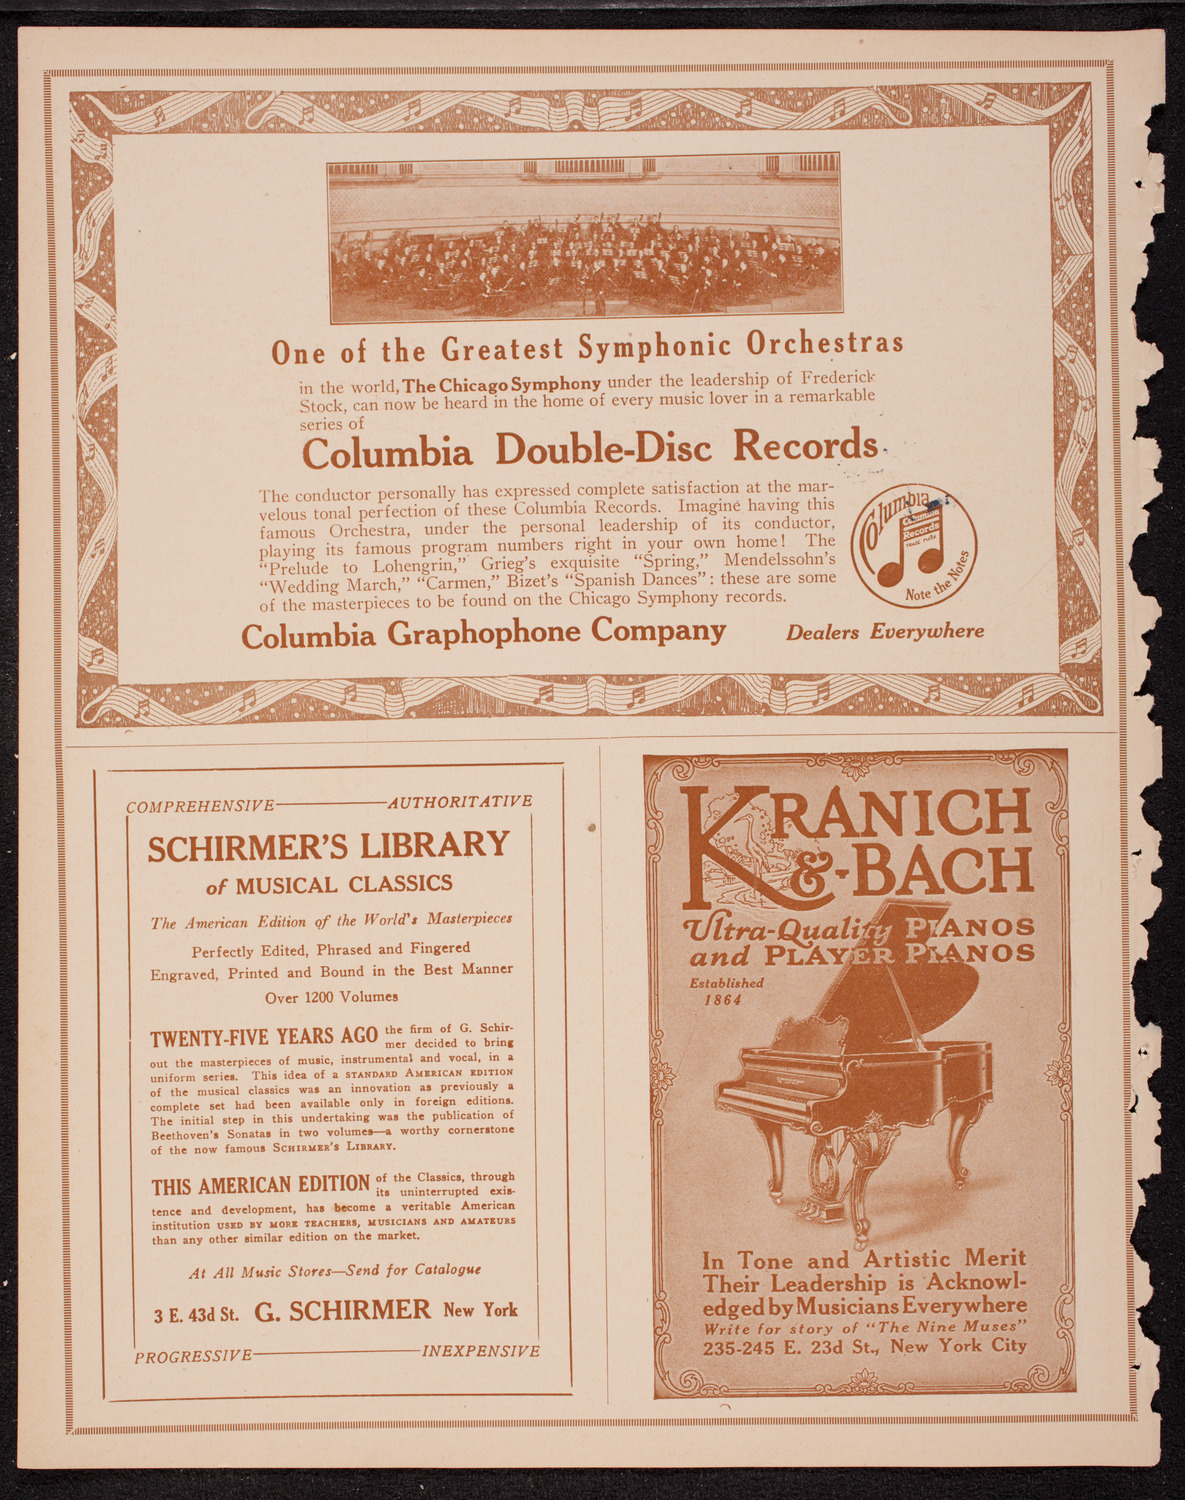 One of the Greatest Symphonic Orchestras
in the world, The Chicago Symphony under the leadership of Frederick
Stock, can now be heard in the home of every music lover in a remarkable
series of
Columbia Double-Disc Records
The conductor personally has expressed complete satisfaction at the mar-
velous tonal perfection of these Columbia Records. Imagine having this
famous Orchestra, under the personal leadership of its conductor,
playing its famous program numbers right in your own home! The
“Prelude to Lohengrin,” Grieg’s exquisite “Spring,” Mendelssohn’s
“Wedding March,” “Carmen,” Bizet’s “Spanish Dances”: these are some
of the masterpieces to be found on the Chicago Symphony records.
Columbia
Columbia
Records
TRADE MARK
Note the Notes
Columbia Graphophone Company Dealers Everywhere
COMPREHENSIVE AUTHORITATIVE
SCHIRMER’S LIBRARY
of MUSICAL CLASSICS
The American Edition of the World’s Masterpieces
Perfectly Edited, Phrased and Fingered
Engraved, Printed and Bound in the Best Manner
Over 1200 Volumes
TWENTY-FIVE YEARS AGO the firm of G. Schir-
mer decided to bring
out the masterpieces of music, instrumental and vocal, in a
uniform series. This idea of a STANDARD AMERICAN EDITION
of the musical classics was an innovation as previously a
complete set had been available only in foreign editions.
The initial step in this undertaking was the publication of
Beethoven’s Sonatas in two volumes—a worthy cornerstone
of the now famous SCHIRMER’S LIBRARY.
THIS AMERICAN EDITION of the Classics, through
its uninterrupted exis-
tence and development, has become a veritable American
institution USED BY MORE TEACHERS, MUSICIANS AND AMATEURS
than any other similar edition on the market.
At All Music Stores—Send for Catalogue
3 E. 43d St. G. SCHIRMER New York
PROGRESSIVE INEXPENSIVE
KRANICH
&-BACH
Ultra-Quality PIANOS
and PLAYER PIANOS
Established
1864
In Tone and Artistic Merit
Their Leadership is Acknowl-
edged by Musicians Everywhere
Write for story of “The Nine Muses”
235-245 E. 23d St., New York City